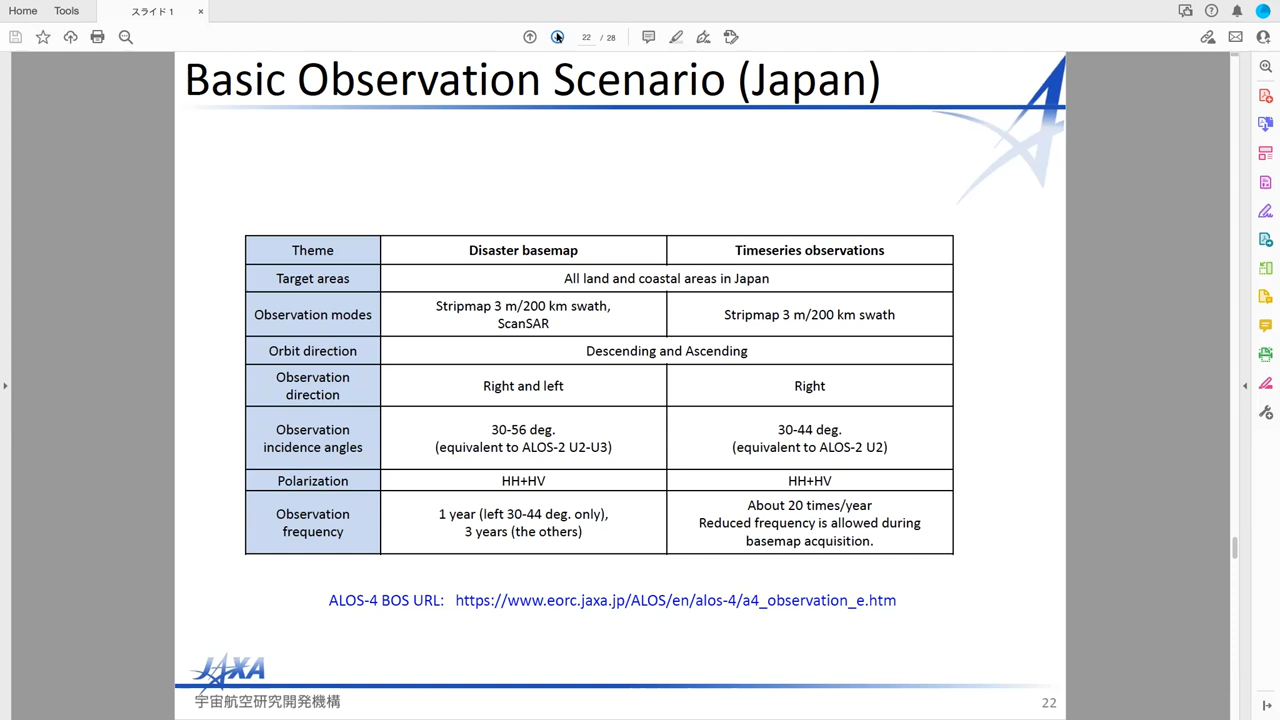 Home Tools スライド 1 ×
22 / 28
Basic Observation Scenario (Japan)
Theme Disaster basemap Timeseries observations
Target areas All land and coastal areas in Japan
Observation modes Stripmap 3 m/200 km swath,
ScanSAR Stripmap 3 m/200 km swath
Orbit direction Descending and Ascending
Observation
direction Right and left Right
Observation
incidence angles 30-56 deg.
(equivalent to ALOS-2 U2-U3) 30-44 deg.
(equivalent to ALOS-2 U2)
Polarization HH+HV HH+HV
Observation
frequency 1 year (left 30-44 deg. only),
3 years (the others) About 20 times/year
Reduced frequency is allowed during
basemap acquisition.
ALOS-4 BOS URL: https://www.eorc.jaxa.jp/ALOS/en/alos-4/a4_observation_e.htm
JAXA
宇宙航空研究開発機構 22